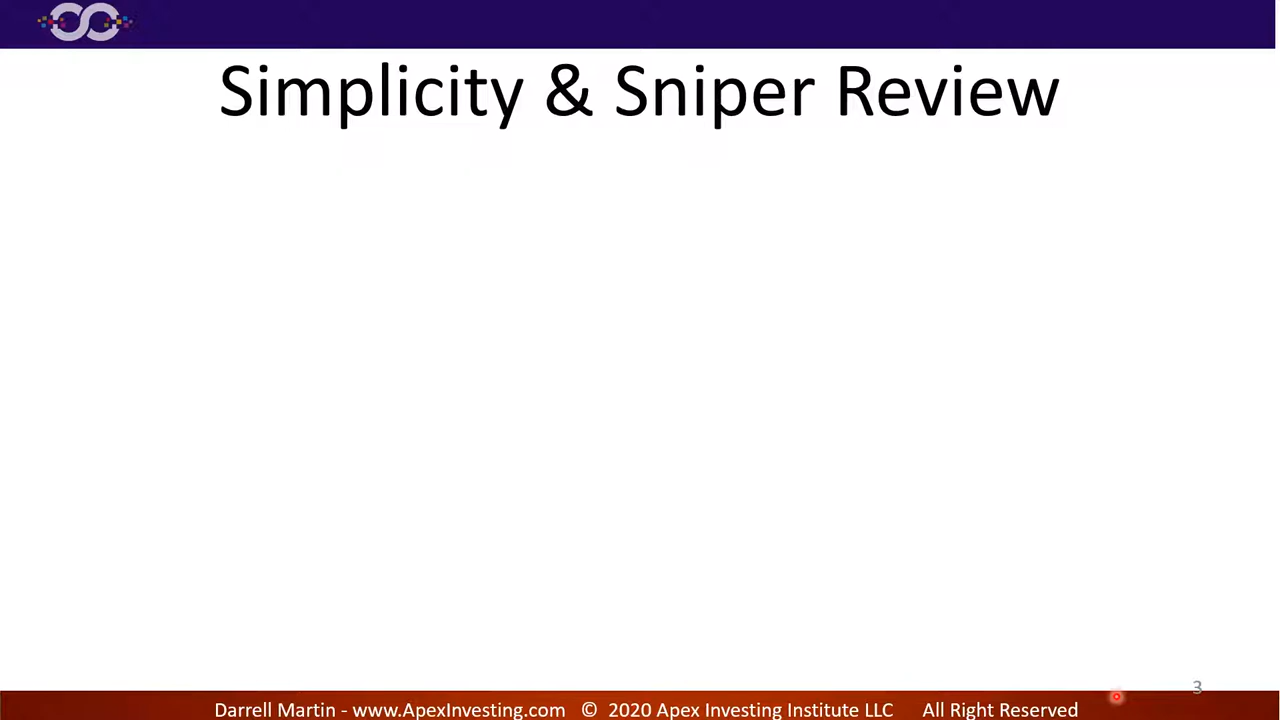 Simplicity & Sniper Review
3
Darrell Martin - www.ApexInvesting.com © 2020 Apex Investing Institute LLC All Right Reserved